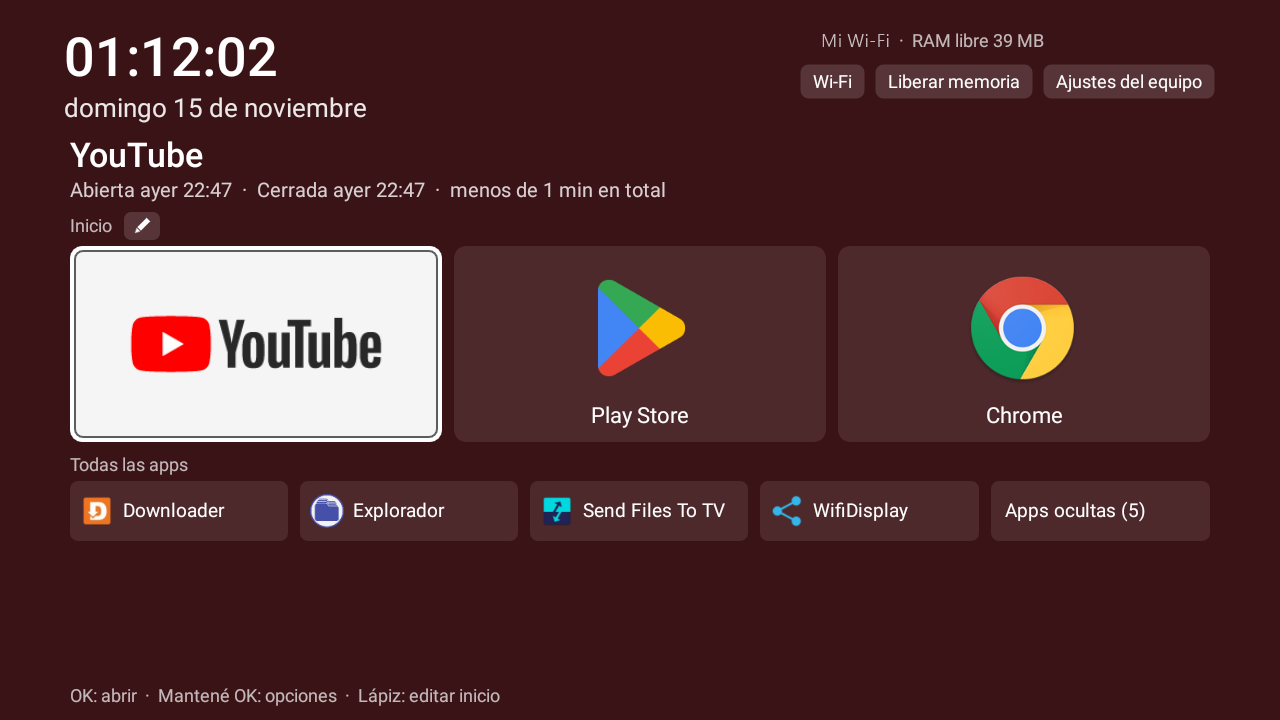 01:12:02
domingo 15 de noviembre
Mi Wi-Fi · RAM libre 39 MB
Wi-Fi
Liberar memoria
Ajustes del equipo
YouTube
Abierta ayer 22:47 · Cerrada ayer 22:47 · menos de 1 min en total
Inicio
YouTube
Play Store
Chrome
Todas las apps
Downloader
Explorador
Send Files To TV
WifiDisplay
Apps ocultas (5)
OK: abrir · Mantené OK: opciones · Lápiz: editar inicio